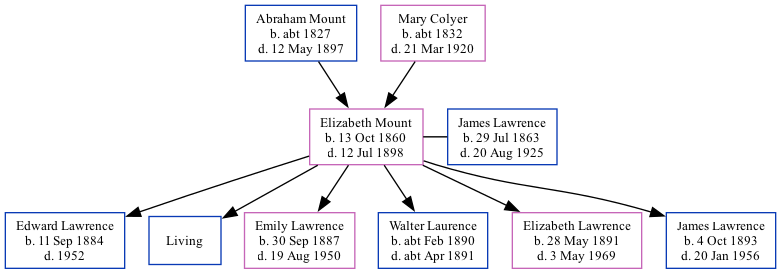 Abraham Mount
b. abt 1827
d. 12 May 1897
Mary Colyer
b. abt 1832
d. 21 Mar 1920
Elizabeth Mount
b. 13 Oct 1860
d. 12 Jul 1898
James Lawrence
b. 29 Jul 1863
d. 20 Aug 1925
Edward Lawrence
b. 11 Sep 1884
d. 1952
Living
Emily Lawrence
b. 30 Sep 1887
d. 19 Aug 1950
Walter Laurence
b. abt Feb 1890
d. abt Apr 1891
Elizabeth Lawrence
b. 28 May 1891
d. 3 May 1969
James Lawrence
b. 4 Oct 1893
d. 20 Jan 1956